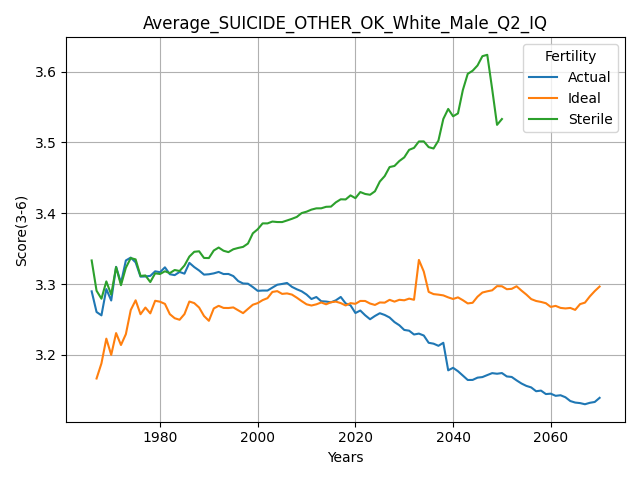 Average_SUICIDE_OTHER_OK_White_Male_Q2_IQ
Fertility
Actual
Ideal
Sterile
Score(3-6)
3.6
3.5
3.4
3.3
3.2
1980
2000
2020
2040
2060
Years